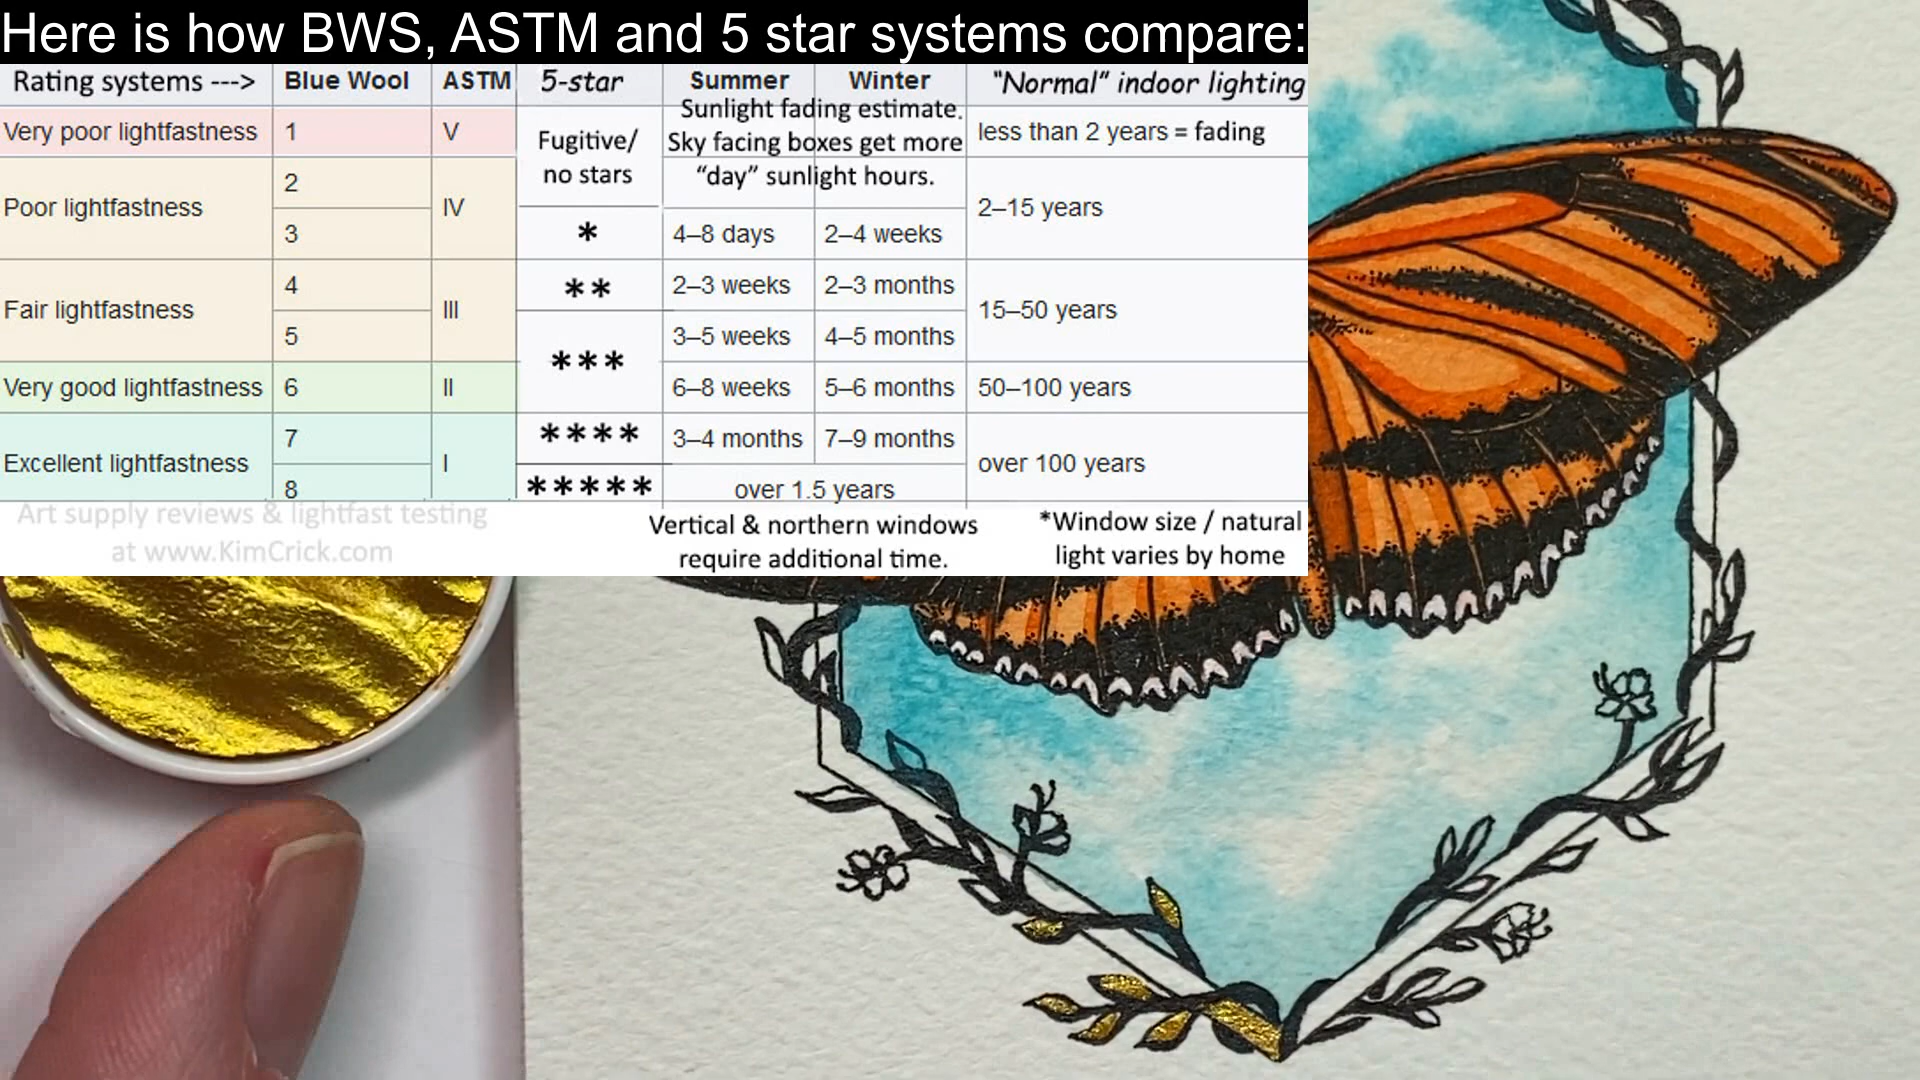 Here is how BWS, ASTM and 5 star systems compare:
Rating systems ---> Blue Wool ASTM 5-star Summer Winter "Normal" indoor lighting
Sunlight fading estimate.
Sky facing boxes get more
"day" sunlight hours.
Very poor lightfastness 1 V less than 2 years = fading
Fugitive/
no stars
Poor lightfastness 2 IV 2–15 years
3 * 4–8 days 2–4 weeks
Fair lightfastness 4 III ** 2–3 weeks 2–3 months 15–50 years
5 *** 3–5 weeks 4–5 months
Very good lightfastness 6 II 6–8 weeks 5–6 months 50–100 years
Excellent lightfastness 7 I **** 3–4 months 7–9 months over 100 years
8 ***** over 1.5 years
Art supply reviews & lightfast testing
at www.KimCrick.com
Vertical & northern windows
require additional time.
*Window size / natural
light varies by home